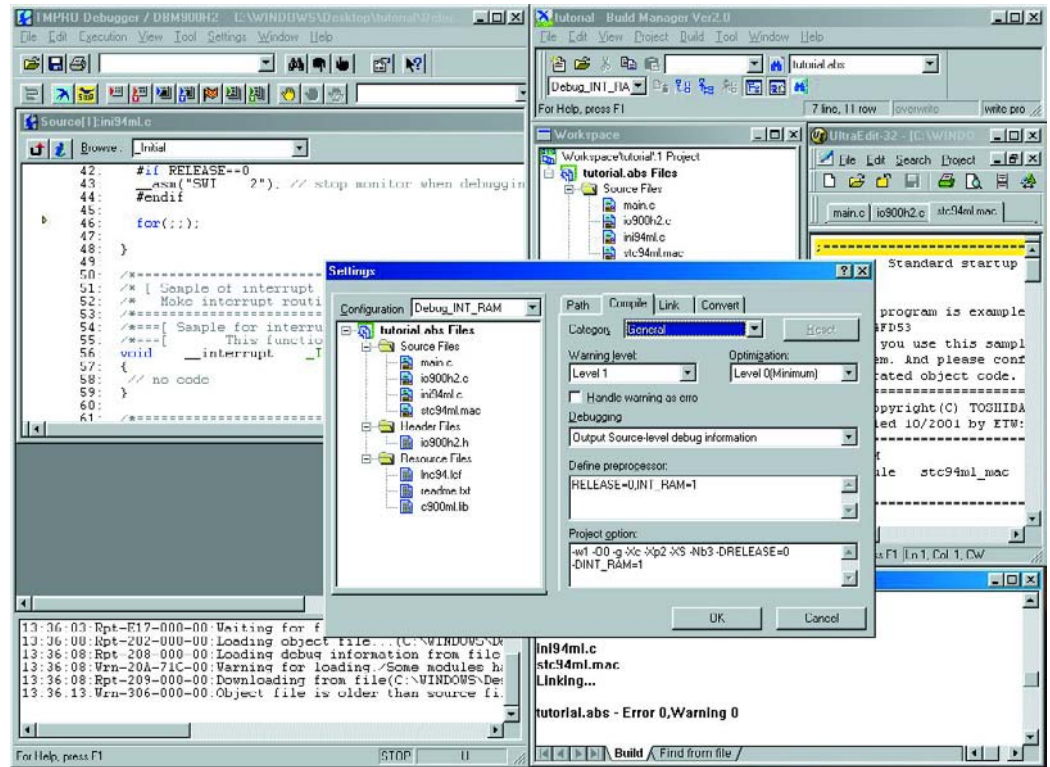 TMPRO Debugger / DBM900H2 C:\WINDOWS\Desktop\tutorial\Debu
File Edit Execution View Tool Settings Window Help
Source[1]:ini94ml.c
Browse: _Initial
42: #if RELEASE==0
43: __asm("SWI 2"); // stop monitor when debuggin
44: #endif
45:
46: for(;;);
47:
48: }
49
50: /*
51: /* [ Sample of interrupt
52: /* Make interrupt routi
53: /*
54: /*====[ Sample for interru
55: /*====[ This functio
56: void __interrupt _I
57: {
58: // no code
59: }
60:
61: /*
13:36:03:Rpt-E17-000-00:Waiting for f
13:36:08:Rpt-202-000-00:Loading object file...(C:\WINDOWS\De
13:36:08:Rpt-208-000-00:Loading debug information from file
13:36:08:Wrn-20A-71C-00:Warning for loading./Some modules ha
13:36:08:Rpt-209-000-00:Downloading from file(C:\WINDOWS\Des
13:36:13:Wrn-306-000-00:Object file is older than source fi
For Help, press F1 STOP
tutorial - Build Manager Ver2.0
File Edit View Project Build Tool Window Help
tutorial.abs
Debug_INT_RA
For Help, press F1 7 line, 11 row overwrite write pro
Workspace
Workspace'tutorial':1 Project
tutorial.abs Files
Source Files
main.c
io900h2.c
ini94ml.c
stc94ml.mac
UltraEdit-32 - [C:\WINDO
File Edit Search Project
main.c io900h2.c stc94ml.mac
Standard startup
program is example
you use this sampl
em. And please conf
rated object code.
pyright(C) TOSHIBA
ed 10/2001 by ETW:
ule stc94ml_mac
F1 Ln 1, Col. 1, CW
Settings
Configuration Debug_INT_RAM
tutorial.abs Files
Source Files
main.c
io900h2.c
ini94ml.c
stc94ml.mac
Header Files
io900h2.h
Resource Files
lnc94.lcf
readme.txt
c900ml.lib
Path Compile Link Convert
Category General Reset
Warning level: Optimization:
Level 1 Level 0(Minimum)
Handle warning as erro
Debugging
Output Source-level debug information
Define preprocessor:
RELEASE=0,INT_RAM=1
Project option:
-w1 -O0 -g -Xc -Xp2 -XS -Nb3 -DRELEASE=0
-DINT_RAM=1
OK Cancel
ini94ml.c
stc94ml.mac
Linking...
tutorial.abs - Error 0,Warning 0
Build Find from file